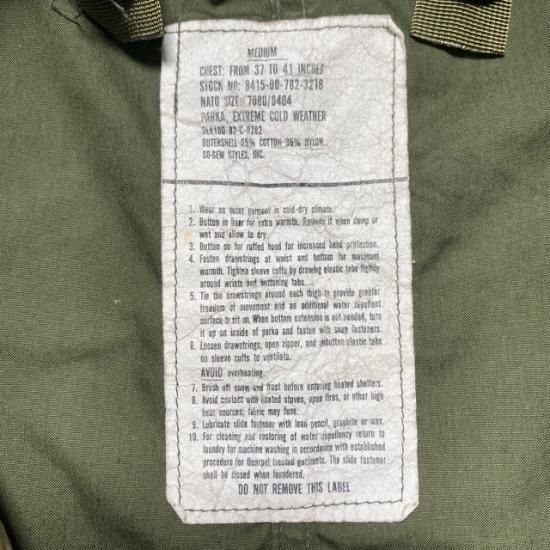 MEDIUM
CHEST: FROM 37 TO 41 INCHES
STOCK NO: 8415-00-782-3218
NATO SIZE: 7080/9404
PARKA, EXTREME COLD WEATHER
DLA100-82-C-0282
OUTERSHELL 65% COTTON 35% NYLON
SO-SEW STYLES, INC.
1. Wear as outer garment in cold-dry climate.
2. Button in liner for extra warmth. Remove it when damp or
wet and allow to dry.
3. Button on fur ruffed hood for increased head protection.
4. Fasten drawstrings at waist and bottom for maximum
warmth. Tighten sleeve cuffs by drawing elastic tabs tightly
around wrists and buttoning tabs.
5. Tie the drawstrings around each thigh to provide greater
freedom of movement and an additional water repellent
surface to sit on. When bottom extension is not needed, turn
it up on inside of parka and fasten with snap fasteners.
6. Loosen drawstrings, open zipper, and unbutton elastic tabs
on sleeve cuffs to ventilate.
AVOID overheating.
7. Brush off snow and frost before entering heated shelters.
8. Avoid contact with heated stoves, open fires, or other high
heat sources; fabric may fuse.
9. Lubricate slide fastener with lead pencil, graphite or wax.
10. For cleaning and restoring of water repellency return to
laundry for machine washing in accordance with established
procedure for Quarpel treated garments. The slide fastener
shall be closed when laundered.
DO NOT REMOVE THIS LABEL